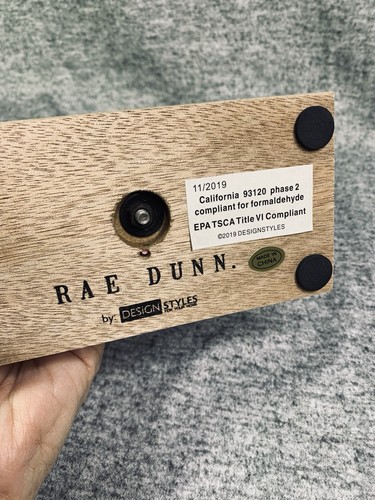 11/2019
California 93120 phase 2
compliant for formaldehyde
EPA TSCA Title VI Compliant
©2019 DESIGNSTYLES
MADE IN
CHINA
RAE DUNN.
by: DESIGN STYLES